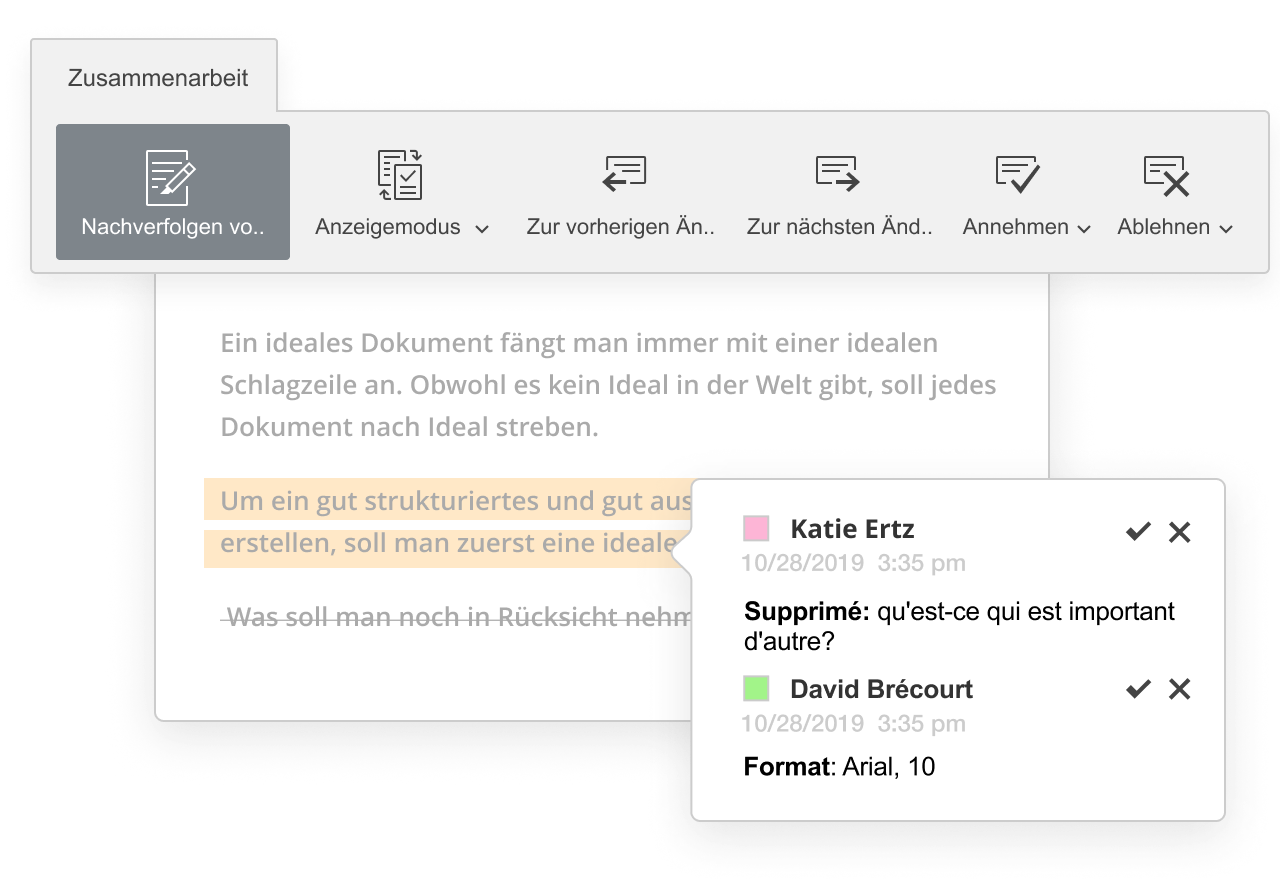 Zusammenarbeit
Nachverfolgen vo..
Anzeigemodus
Zur vorherigen Än..
Zur nächsten Änd..
Annehmen
Ablehnen
Ein ideales Dokument fängt man immer mit einer idealen
Schlagzeile an. Obwohl es kein Ideal in der Welt gibt, soll jedes
Dokument nach Ideal streben.
Um ein gut strukturiertes und gut aus
erstellen, soll man zuerst eine ideale
Was soll man noch in Rücksicht nehm
Katie Ertz
10/28/2019 3:35 pm
Supprimé: qu'est-ce qui est important
d'autre?
David Brécourt
10/28/2019 3:35 pm
Format: Arial, 10